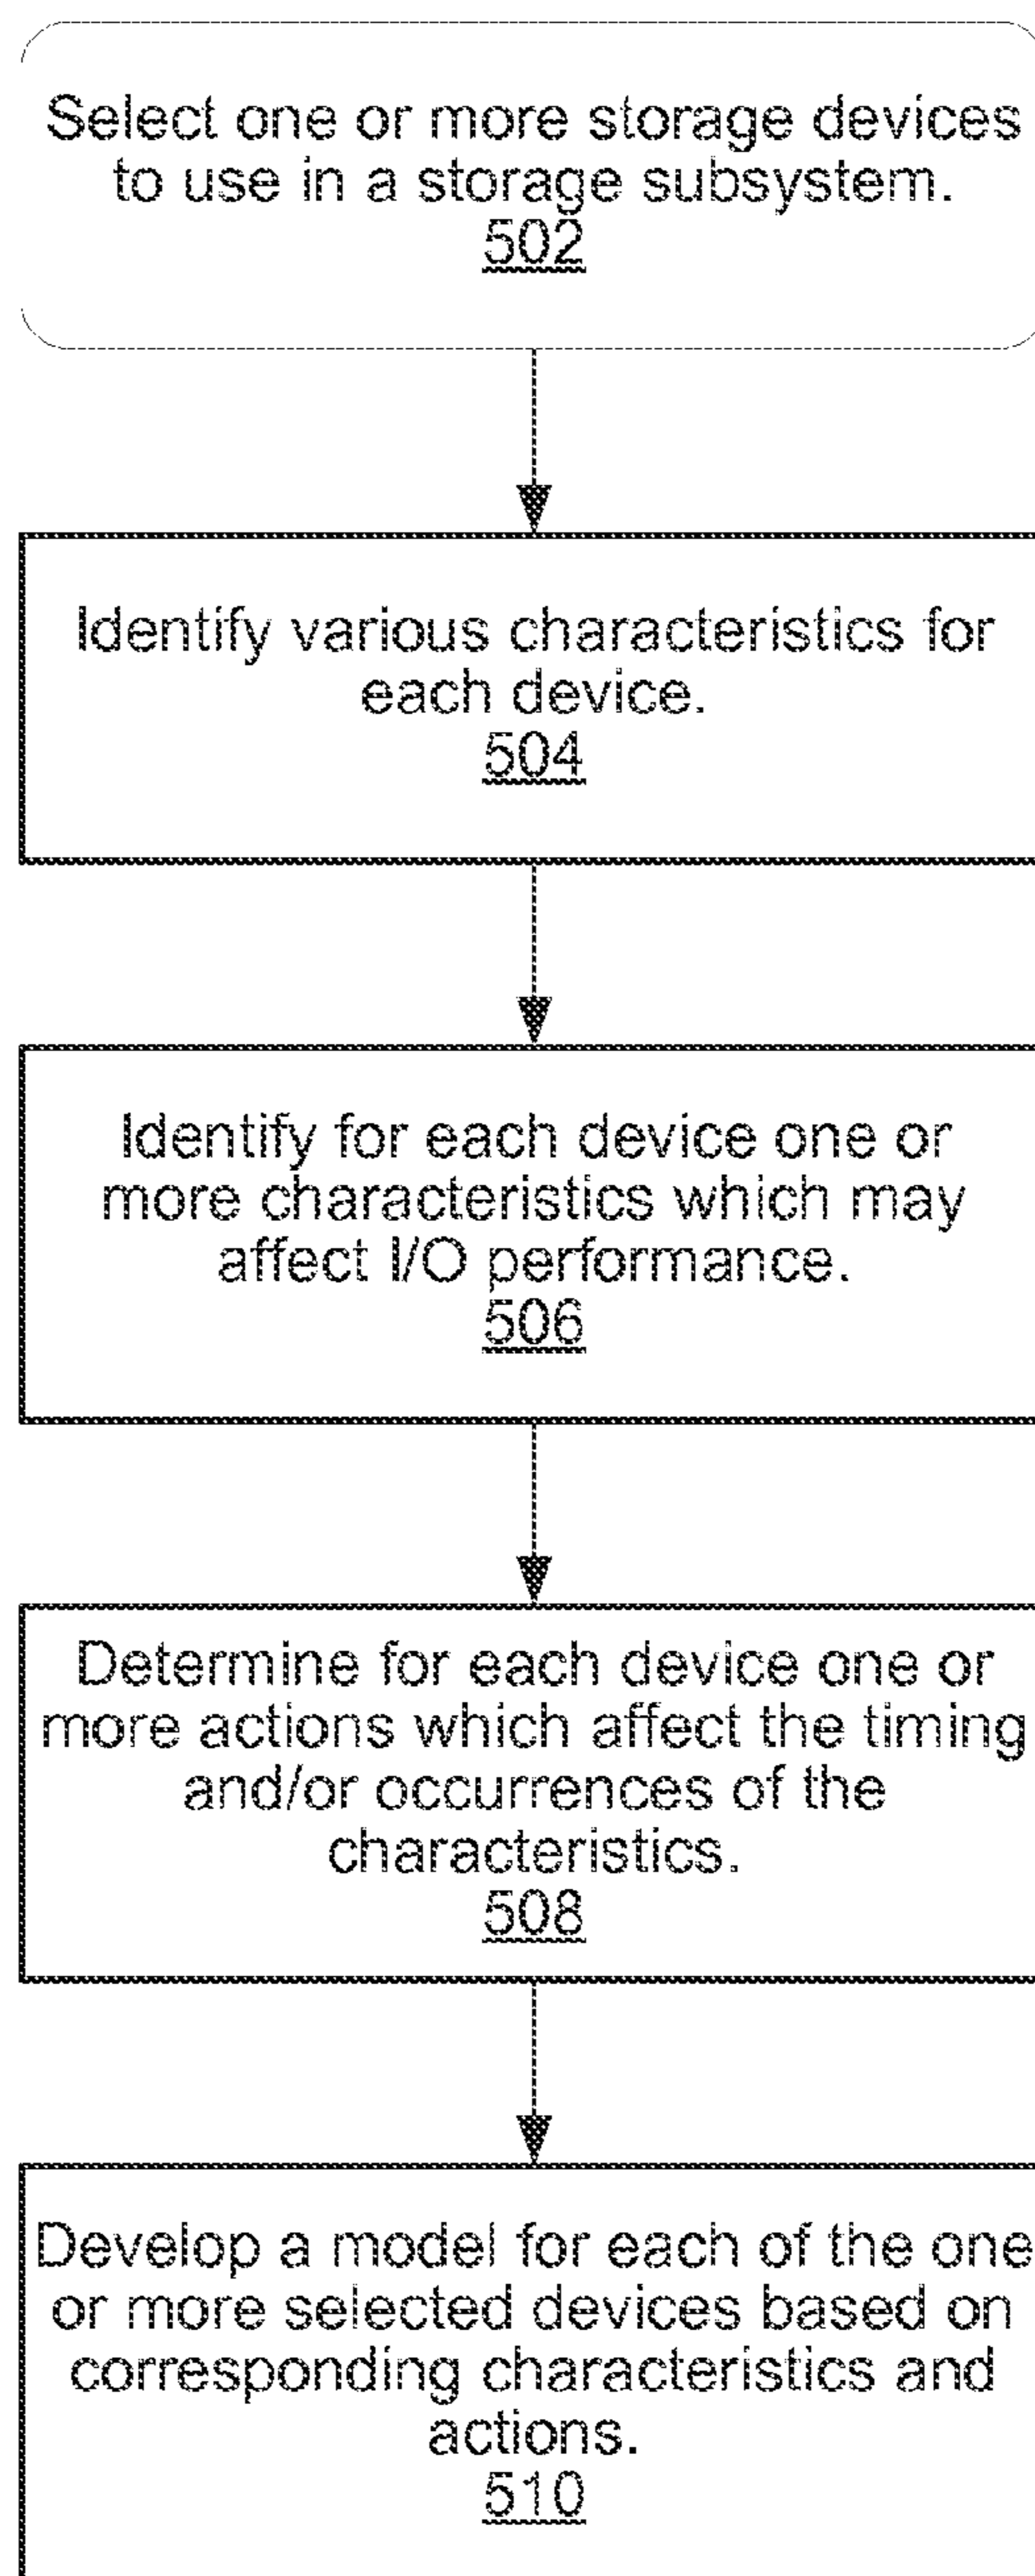 Select one or more storage devices
to use in a storage subsystem.
502
Identify various characteristics for
each device.
504
Identify for each device one or
more characteristics which may
affect I/O performance.
506
Determine for each device one or
more actions which affect the timing
and/or occurrences of the
characteristics.
508
Develop a model for each of the one
or more selected devices based on
corresponding characteristics and
actions.
510